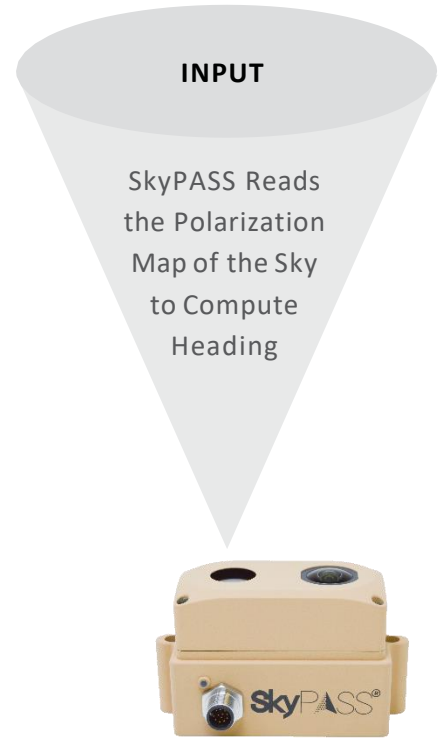 INPUT
SkyPASS Reads
the Polarization
Map of the Sky
to Compute
Heading
SkyPASS®